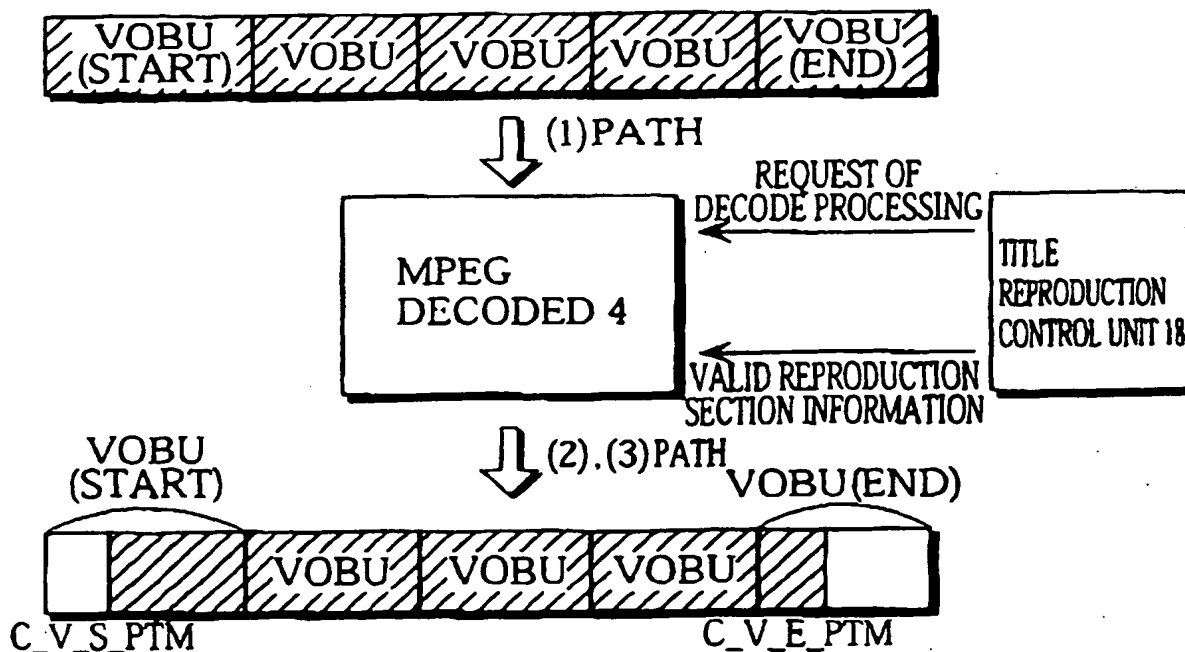 VOBU
(START)
VOBU
VOBU
VOBU
VOBU
(END)
(1)PATH
REQUEST OF
DECODE PROCESSING
MPEG
DECODED 4
TITLE
REPRODUCTION
CONTROL UNIT 18
VALID REPRODUCTION
SECTION INFORMATION
(2).(3)PATH
VOBU
(START)
VOBU(END)
VOBU
VOBU
VOBU
C_V_S_PTM
C_V_E_PTM